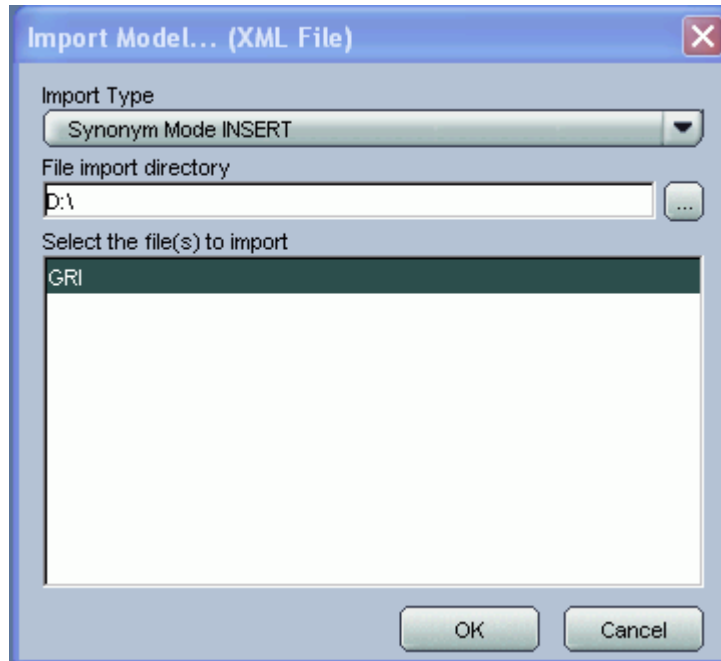 Import Model... (XML File)
Import Type
Synonym Mode INSERT
File import directory
D:\
...
Select the file(s) to import
GRI
OK
Cancel